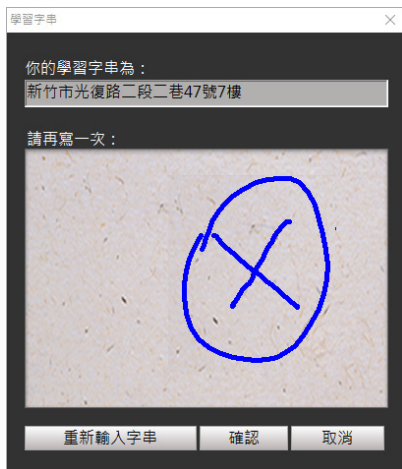 學習字串
你的學習字串為：
新竹市光復路二段二巷47號7樓
請再寫一次：
重新輸入字串
確認
取消